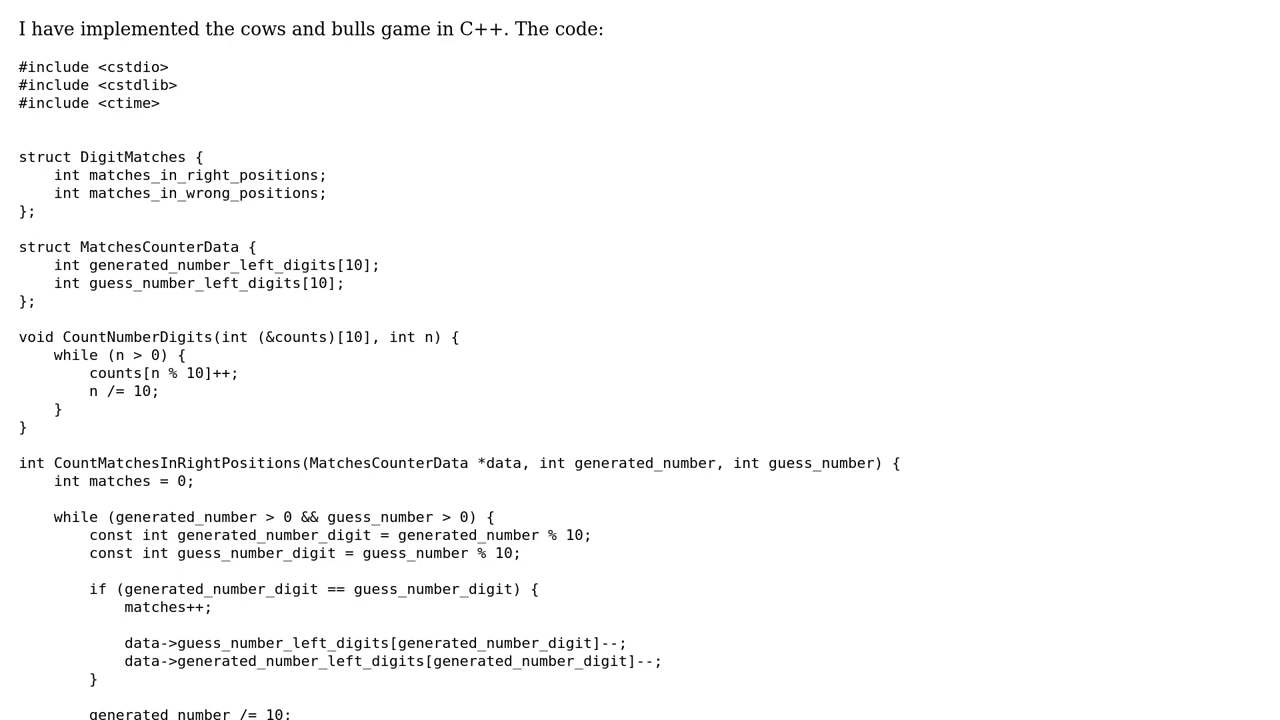 I have implemented the cows and bulls game in C++. The code:
#include <cstdio>
#include <cstdlib>
#include <ctime>
struct DigitMatches {
    int matches_in_right_positions;
    int matches_in_wrong_positions;
};
struct MatchesCounterData {
    int generated_number_left_digits[10];
    int guess_number_left_digits[10];
};
void CountNumberDigits(int (&counts)[10], int n) {
    while (n > 0) {
        counts[n % 10]++;
        n /= 10;
    }
}
int CountMatchesInRightPositions(MatchesCounterData *data, int generated_number, int guess_number) {
    int matches = 0;
    while (generated_number > 0 && guess_number > 0) {
        const int generated_number_digit = generated_number % 10;
        const int guess_number_digit = guess_number % 10;
        if (generated_number_digit == guess_number_digit) {
            matches++;
            data->guess_number_left_digits[generated_number_digit]--;
            data->generated_number_left_digits[generated_number_digit]--;
        }
        generated_number /= 10;